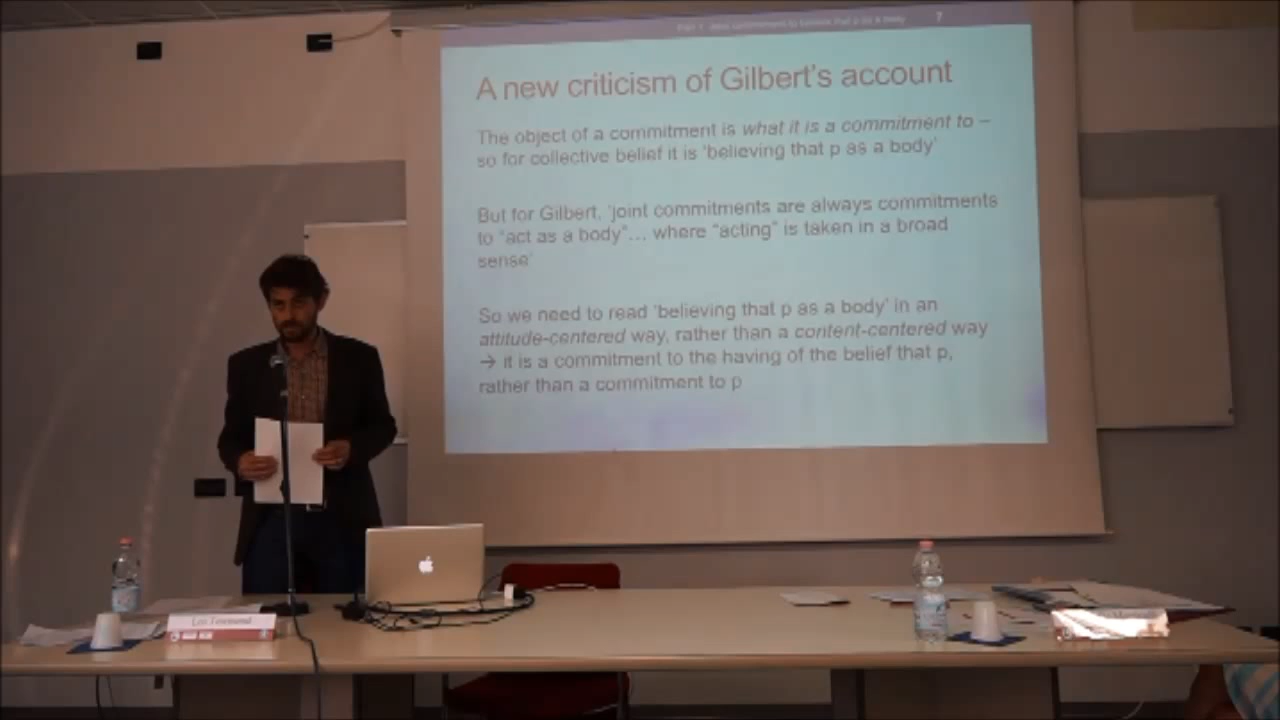 7
A new criticism of Gilbert's account
The object of a commitment is what it is a commitment to –
so for collective belief it is 'believing that p as a body'
But for Gilbert, 'joint commitments are always commitments
to "act as a body"... where "acting" is taken in a broad
sense'
So we need to read 'believing that p as a body' in an
attitude-centered way, rather than a content-centered way
→ it is a commitment to the having of the belief that p,
rather than a commitment to p
Leo Townsend